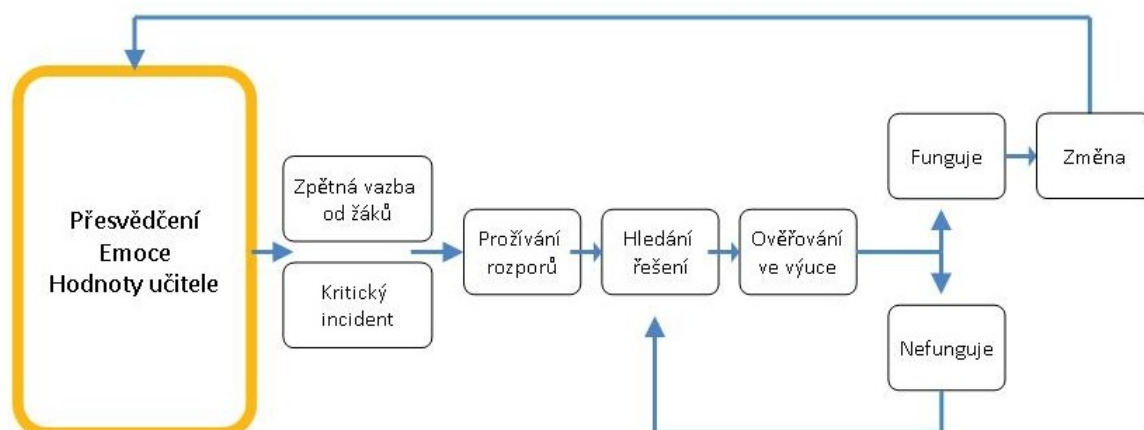 Přesvědčení
Emoce
Hodnoty učitele
Zpětná vazba
od žáků
Kritický
incident
Prožívání
rozporů
Hledání
řešení
Ověřování
ve výuce
Funguje
Změna
Nefunguje